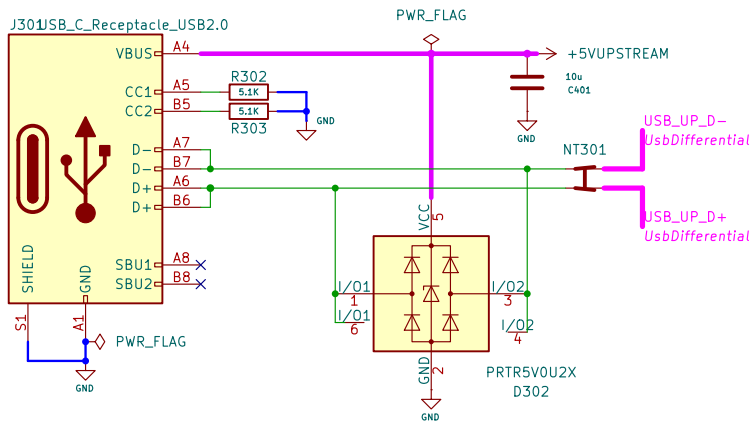 PWR_FLAG
J301USB_C_Receptacle_USB2.0
VBUS A4
+5VUPSTREAM
10u
C401
GND
R302
CC1 A5 5.1K
CC2 B5 5.1K
R303
GND
USB_UP_D-
UsbDifferential
NT301
D- A7
D- B7
D+ A6
D+ B6
USB_UP_D+
UsbDifferential
VCC 5
SHIELD
GND
SBU1 A8
SBU2 B8
I/O1 1
I/O1 6
I/O2 3
I/O2 4
S1
A1
PWR_FLAG
GND
GND 2
PRTR5V0U2X
D302
GND